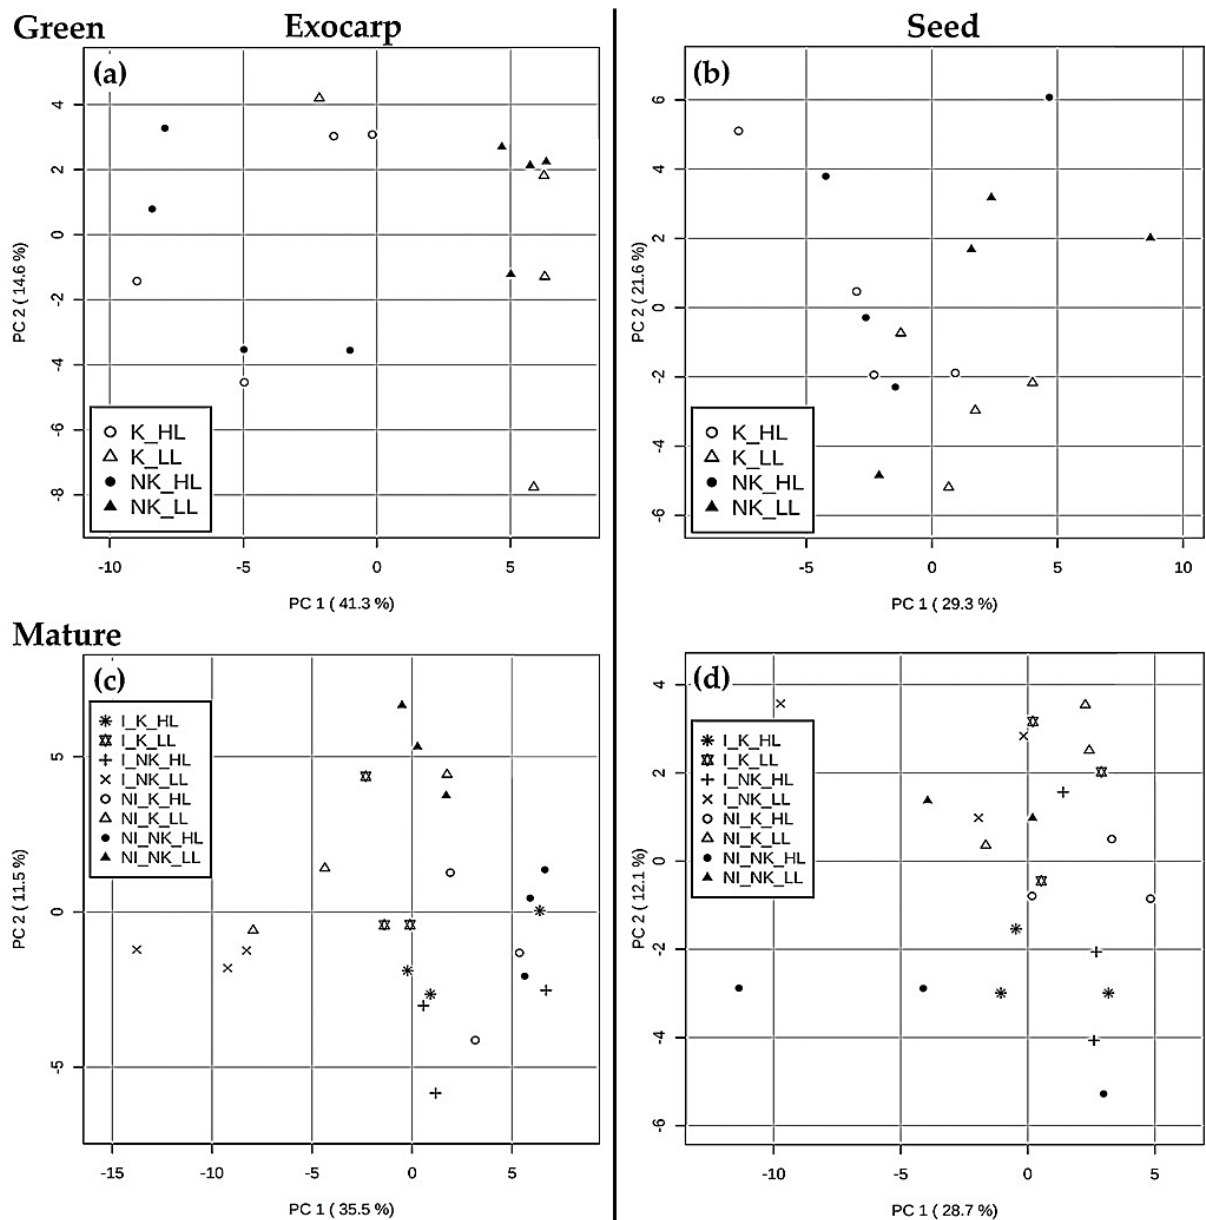 Green
Exocarp
Seed
(a)
4
2
0
-2
-4
-6
-8
PC 2 ( 14.6 %)
K_HL
K_LL
NK_HL
NK_LL
-10 -5 0 5
PC 1 ( 41.3 %)
(b)
6
4
2
0
-2
-4
-6
PC 2 ( 21.6 %)
K_HL
K_LL
NK_HL
NK_LL
-5 0 5 10
PC 1 ( 29.3 %)
Mature
(c)
I_K_HL
I_K_LL
I_NK_HL
I_NK_LL
NI_K_HL
NI_K_LL
NI_NK_HL
NI_NK_LL
5
0
-5
PC 2 ( 11.5 %)
-15 -10 -5 0 5
PC 1 ( 35.5 %)
(d)
I_K_HL
I_K_LL
I_NK_HL
I_NK_LL
NI_K_HL
NI_K_LL
NI_NK_HL
NI_NK_LL
4
2
0
-2
-4
-6
PC 2 ( 12.1 %)
-10 -5 0 5
PC 1 ( 28.7 %)